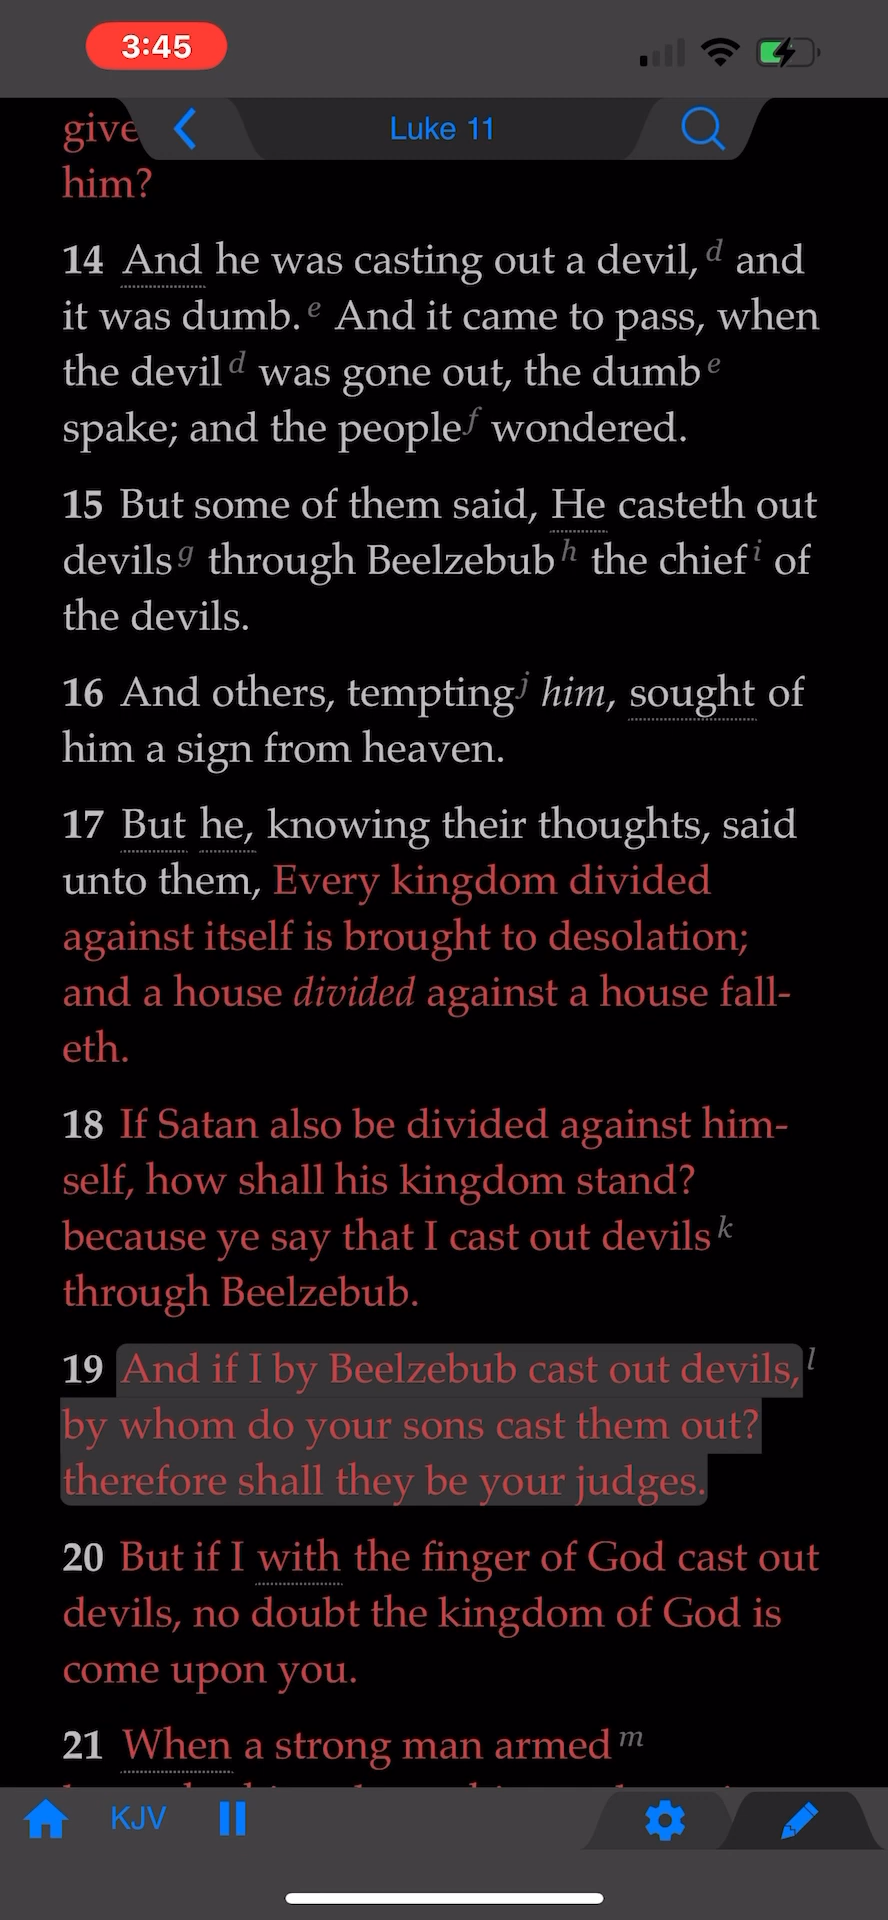 3:45
Luke 11
give
him?
14 And he was casting out a devil, d and
it was dumb. e And it came to pass, when
the devil d was gone out, the dumb e
spake; and the people f wondered.
15 But some of them said, He casteth out
devils g through Beelzebub h the chief i of
the devils.
16 And others, tempting j him, sought of
him a sign from heaven.
17 But he, knowing their thoughts, said
unto them, Every kingdom divided
against itself is brought to desolation;
and a house divided against a house fall-
eth.
18 If Satan also be divided against him-
self, how shall his kingdom stand?
because ye say that I cast out devils k
through Beelzebub.
19 And if I by Beelzebub cast out devils, l
by whom do your sons cast them out?
therefore shall they be your judges.
20 But if I with the finger of God cast out
devils, no doubt the kingdom of God is
come upon you.
21 When a strong man armed m
KJV